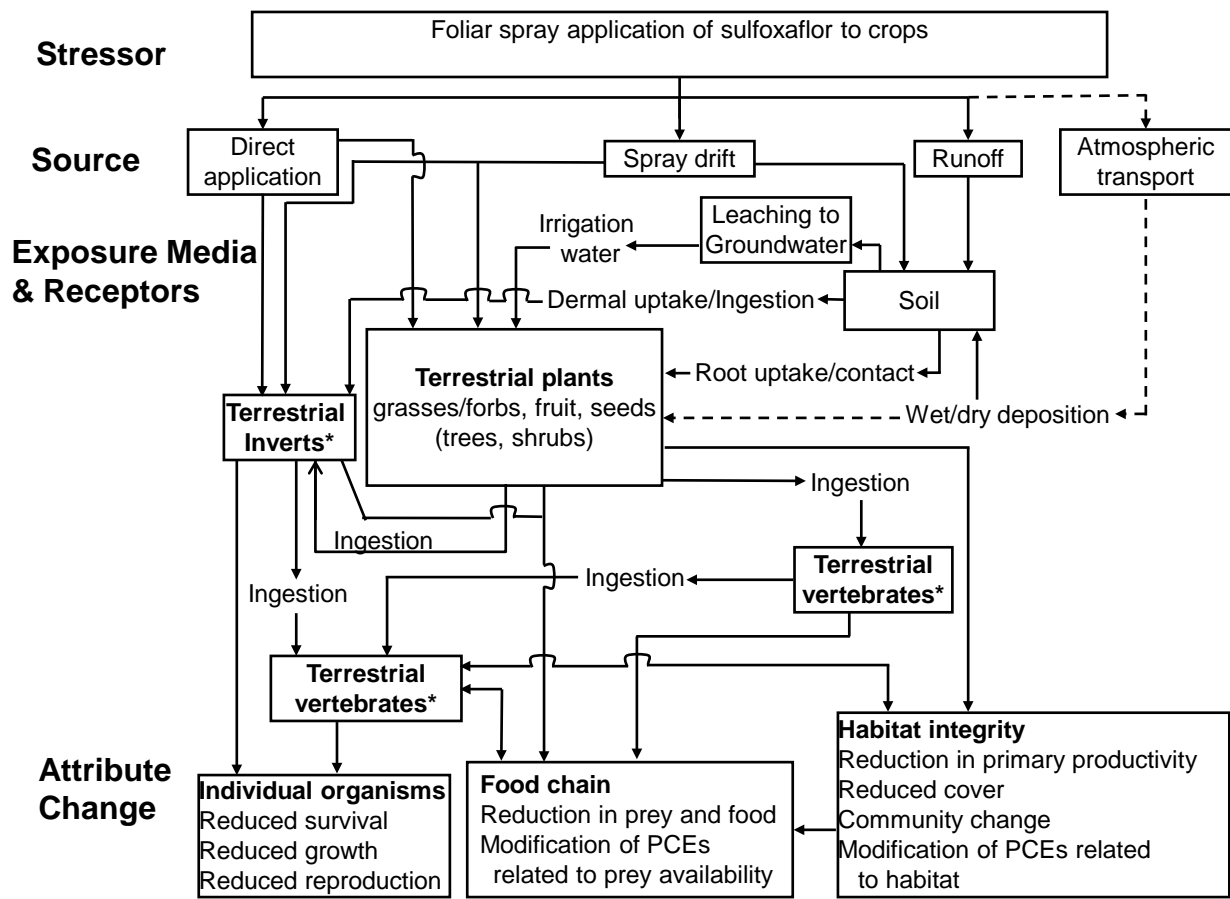 Stressor
Foliar spray application of sulfoxaflor to crops
Source
Direct
application
Spray drift
Runoff
Atmospheric
transport
Exposure Media
& Receptors
Irrigation
water
Leaching to
Groundwater
Dermal uptake/Ingestion
Soil
Terrestrial plants
grasses/forbs, fruit, seeds
(trees, shrubs)
Root uptake/contact
Wet/dry deposition
Terrestrial
Inverts*
Ingestion
Ingestion
Ingestion
Ingestion
Terrestrial
vertebrates*
Terrestrial
vertebrates*
Attribute
Change
Individual organisms
Reduced survival
Reduced growth
Reduced reproduction
Food chain
Reduction in prey and food
Modification of PCEs
related to prey availability
Habitat integrity
Reduction in primary productivity
Reduced cover
Community change
Modification of PCEs related
to habitat